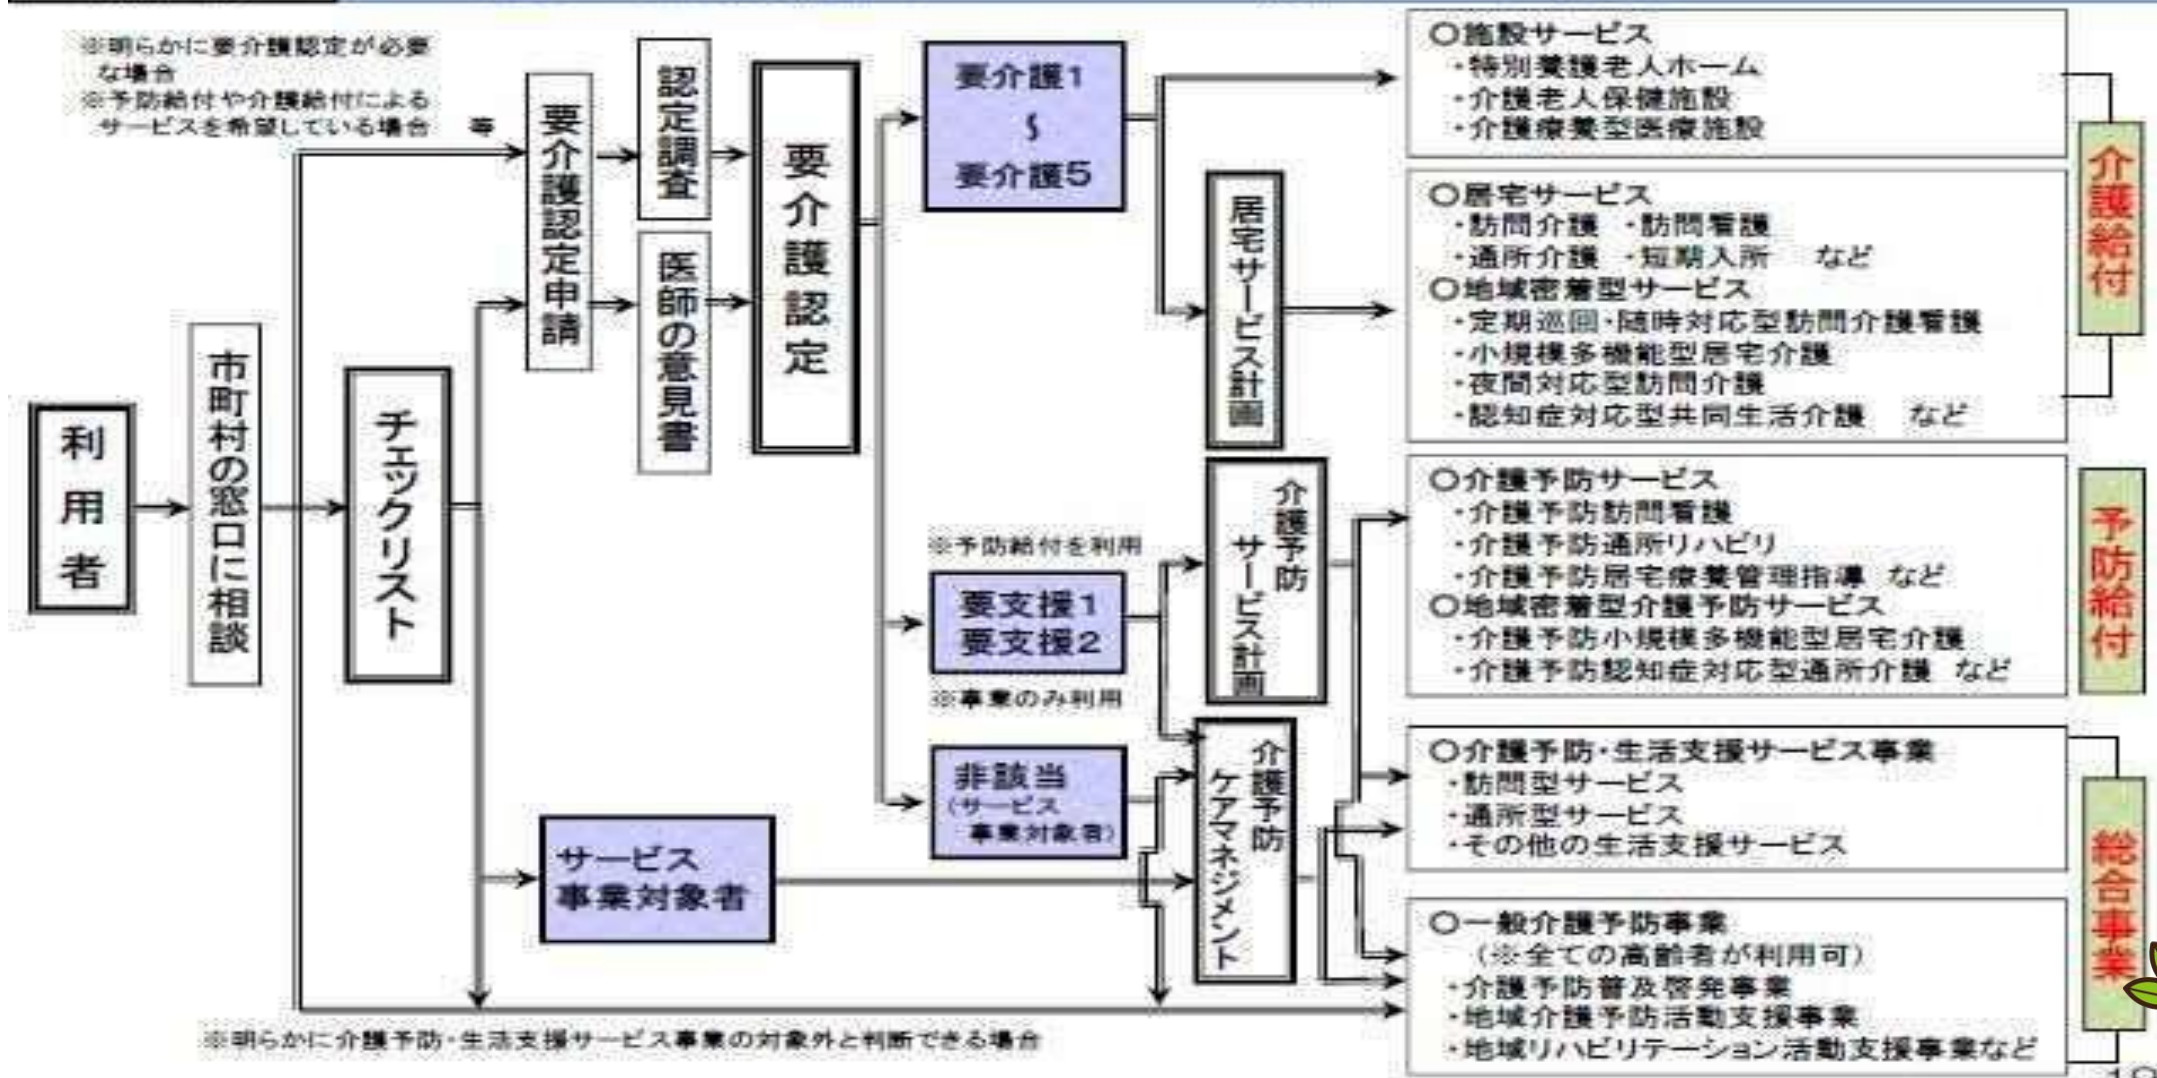 ※明らかに要介護認定が必要
な場合
※予防給付や介護給付による
サービスを希望している場合 等
利用者
市町村の窓口に相談
チェックリスト
要介護認定申請
認定調査
医師の意見書
要介護認定
要介護1
〜
要介護5
※予防給付を利用
要支援1
要支援2
※事業のみ利用
非該当
(サービス
事業対象者)
サービス
事業対象者
居宅サービス計画
介護予防
サービス計画
介護予防
ケアマネジメント
○施設サービス
・特別養護老人ホーム
・介護老人保健施設
・介護療養型医療施設
○居宅サービス
・訪問介護 ・訪問看護
・通所介護 ・短期入所 など
○地域密着型サービス
・定期巡回・随時対応型訪問介護看護
・小規模多機能型居宅介護
・夜間対応型訪問介護
・認知症対応型共同生活介護 など
介護給付
○介護予防サービス
・介護予防訪問看護
・介護予防通所リハビリ
・介護予防居宅療養管理指導 など
○地域密着型介護予防サービス
・介護予防小規模多機能型居宅介護
・介護予防認知症対応型通所介護 など
予防給付
○介護予防・生活支援サービス事業
・訪問型サービス
・通所型サービス
・その他の生活支援サービス
○一般介護予防事業
(※全ての高齢者が利用可)
・介護予防普及啓発事業
・地域介護予防活動支援事業
・地域リハビリテーション活動支援事業など
総合事業
※明らかに介護予防・生活支援サービス事業の対象外と判断できる場合